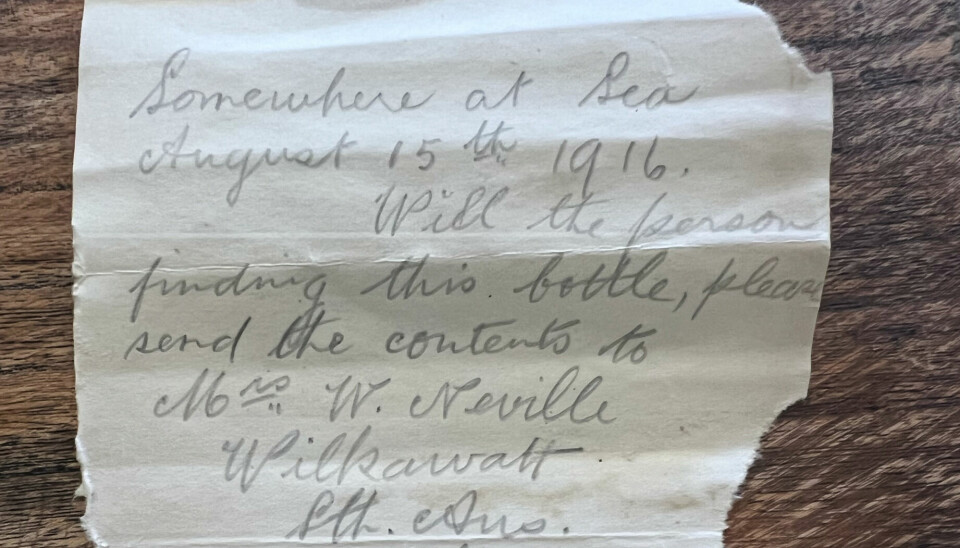 Somewhere at Sea
August 15th 1916.
Will the person
finding this bottle, please
send the contents to
Mrs W. Neville
Wilkawatt
Sth. Aus.